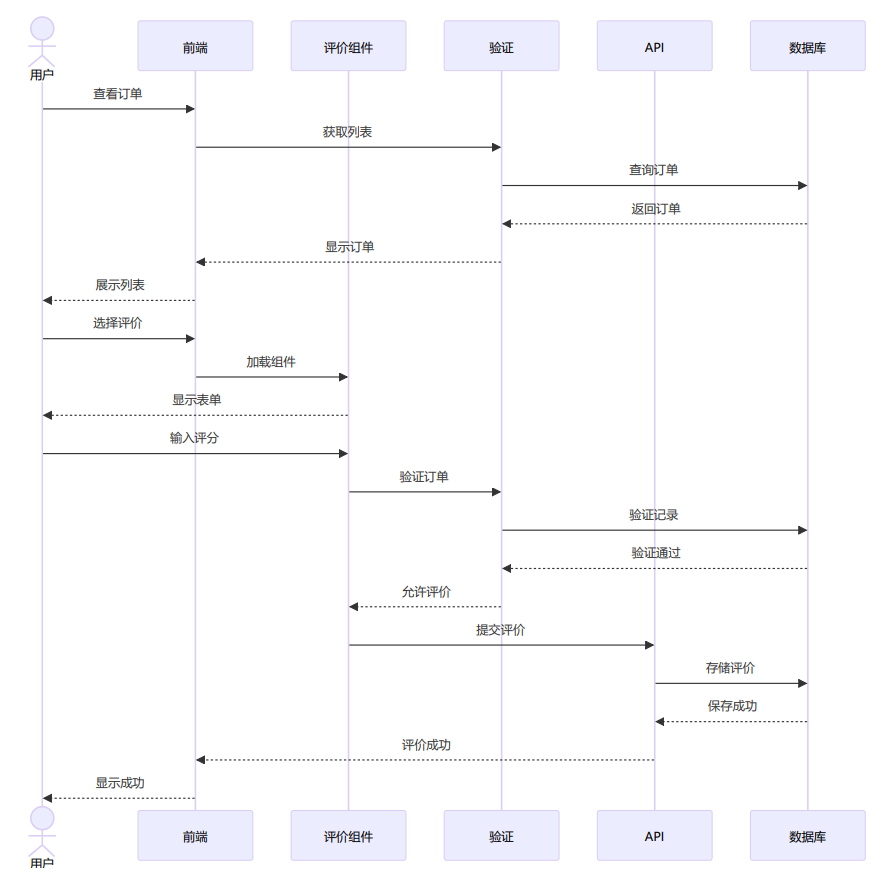 用户
前端
评价组件
验证
API
数据库
查看订单
获取列表
查询订单
返回订单
显示订单
展示列表
选择评价
加载组件
显示表单
输入评分
验证订单
验证记录
验证通过
允许评价
提交评价
存储评价
保存成功
评价成功
显示成功
用户
前端
评价组件
验证
API
数据库